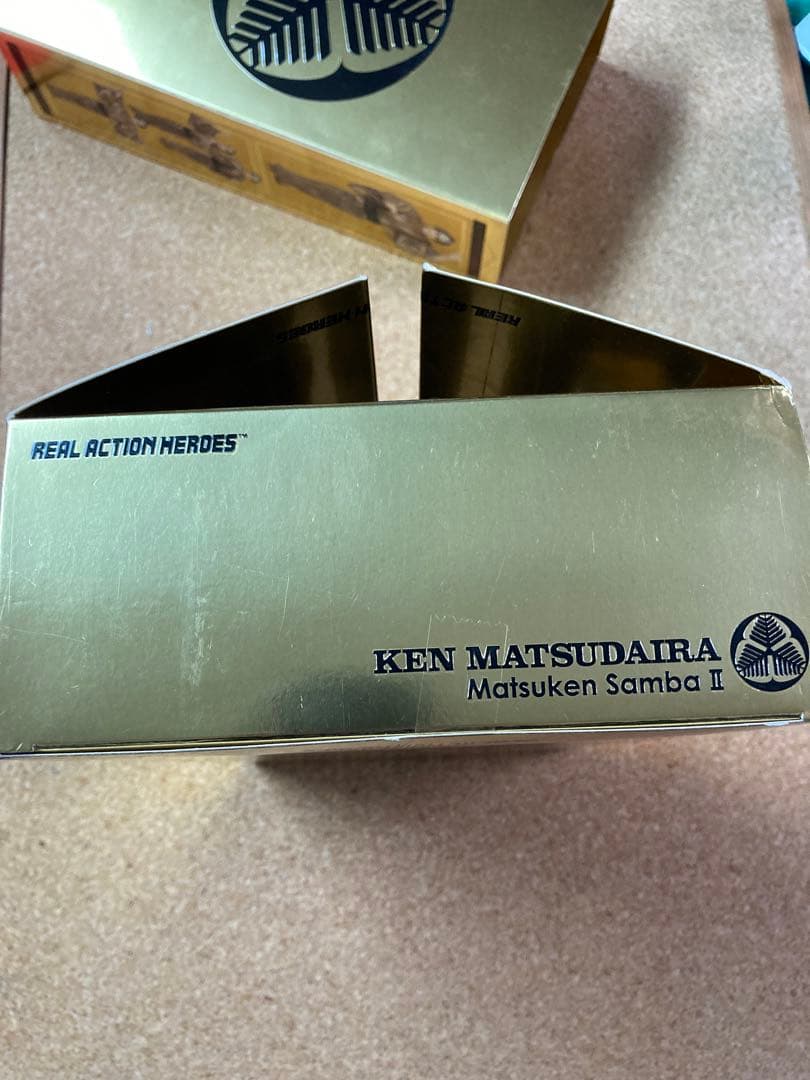 REAL ACTION HEROES™
KEN MATSUDAIRA
Matsuken Samba II